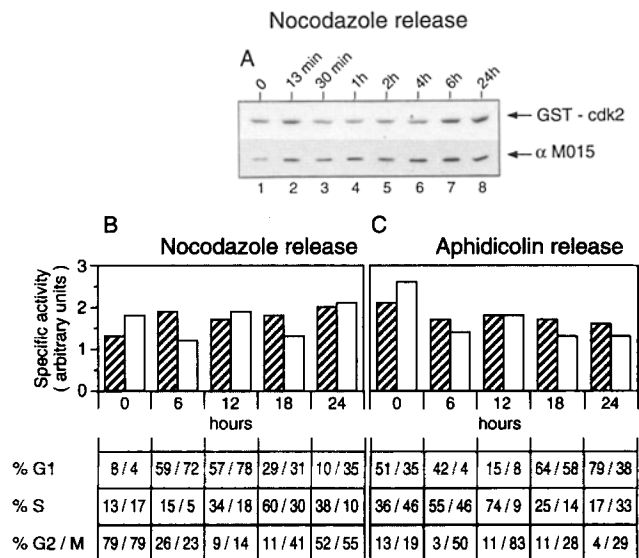 Nocodazole release
A
0 13 min 30 min 1h 2h 4h 6h 24h
GST - cdk2
α M015
1 2 3 4 5 6 7 8
B Nocodazole release C Aphidicolin release
Specific activity
( arbitrary units )
3
2
1
0
0 6 12 18 24 0 6 12 18 24
hours hours
% G1 8 / 4 59 / 72 57 / 78 29 / 31 10 / 35 51 / 35 42 / 4 15 / 8 64 / 58 79 / 38
% S 13 / 17 15 / 5 34 / 18 60 / 30 38 / 10 36 / 46 55 / 46 74 / 9 25 / 14 17 / 33
% G2 / M 79 / 79 26 / 23 9 / 14 11 / 41 52 / 55 13 / 19 3 / 50 11 / 83 11 / 28 4 / 29